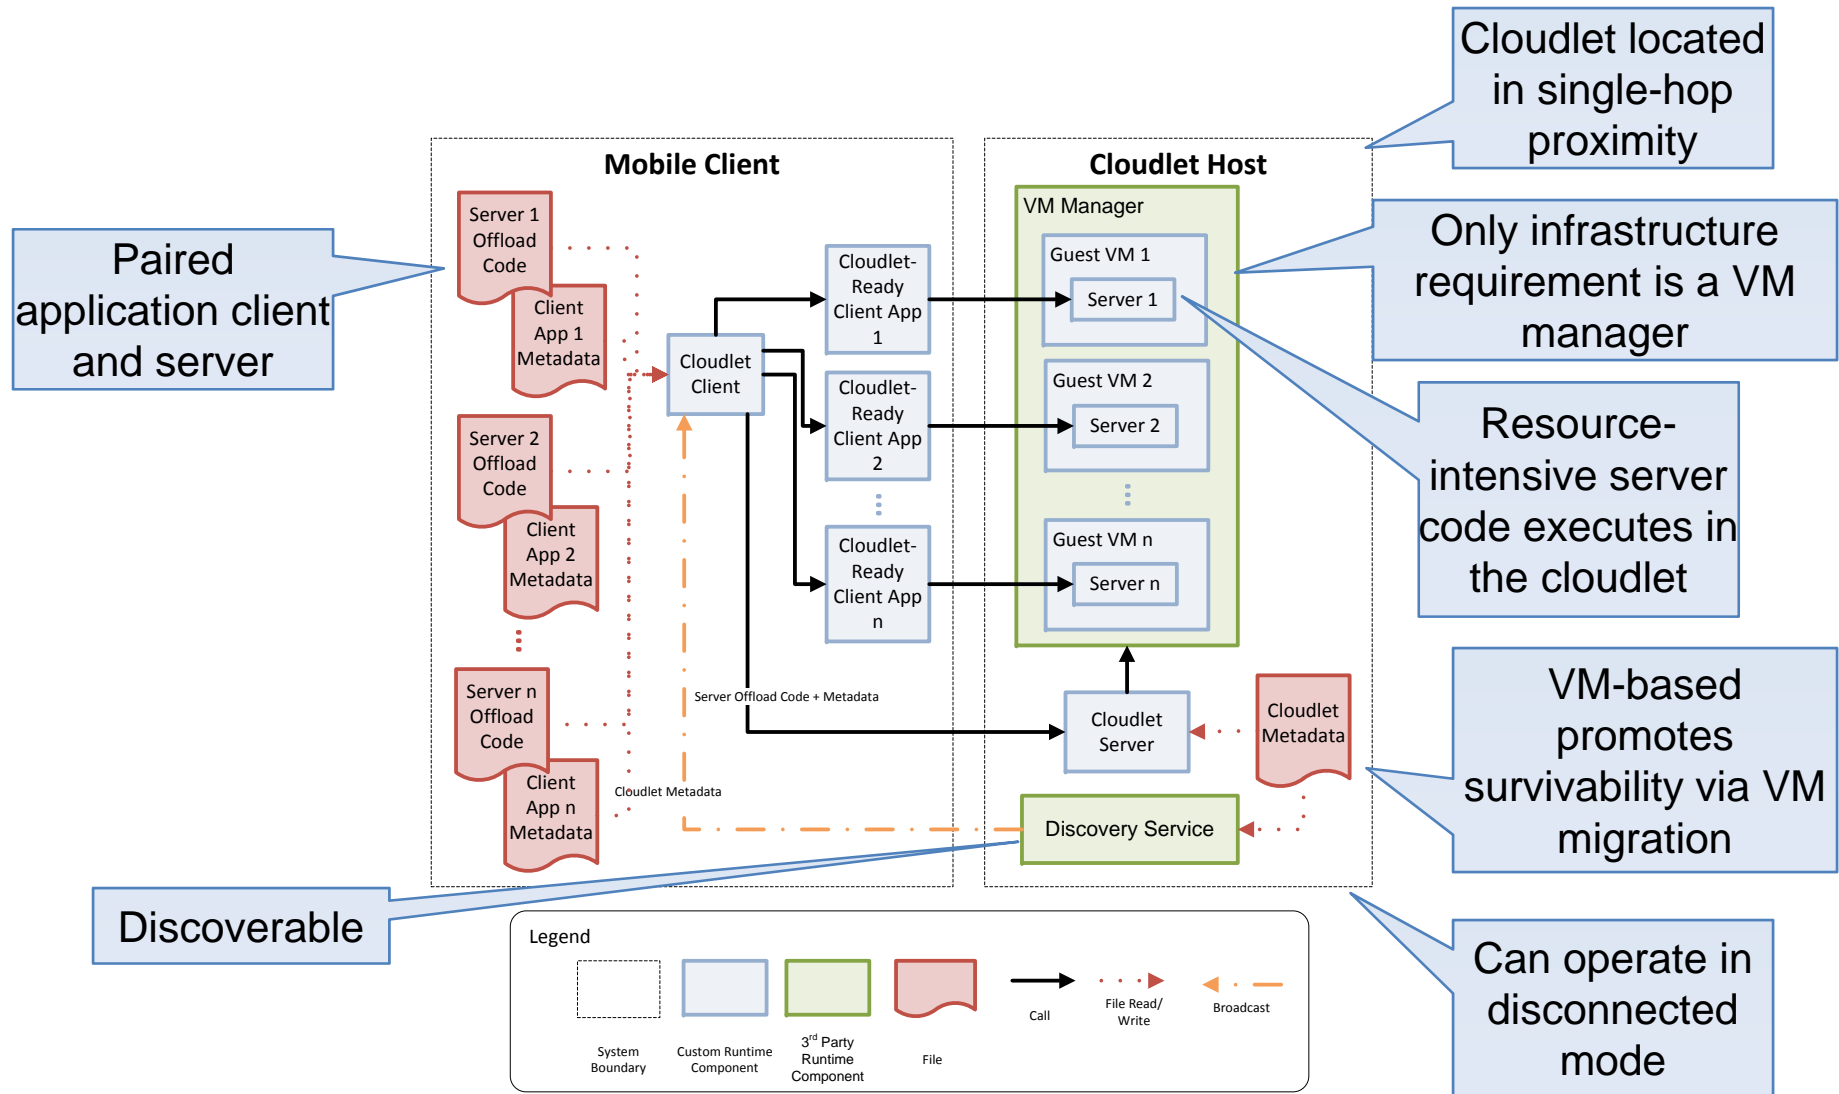 Cloudlet located
in single-hop
proximity
Mobile Client
Cloudlet Host
Server 1
Offload
Code
Client
App 1
Metadata
Server 2
Offload
Code
Client
App 2
Metadata
Server n
Offload
Code
Client
App n
Metadata
Paired
application client
and server
Cloudlet
Client
Cloudlet-
Ready
Client App
1
Cloudlet-
Ready
Client App
2
Cloudlet-
Ready
Client App
n
VM Manager
Guest VM 1
Server 1
Guest VM 2
Server 2
Guest VM n
Server n
Only infrastructure
requirement is a VM
manager
Resource-
intensive server
code executes in
the cloudlet
Server Offload Code + Metadata
Cloudlet
Server
Cloudlet
Metadata
VM-based
promotes
survivability via VM
migration
Cloudlet Metadata
Discovery Service
Discoverable
Can operate in
disconnected
mode
Legend
System
Boundary
Custom Runtime
Component
3rd Party
Runtime
Component
File
Call
File Read/
Write
Broadcast